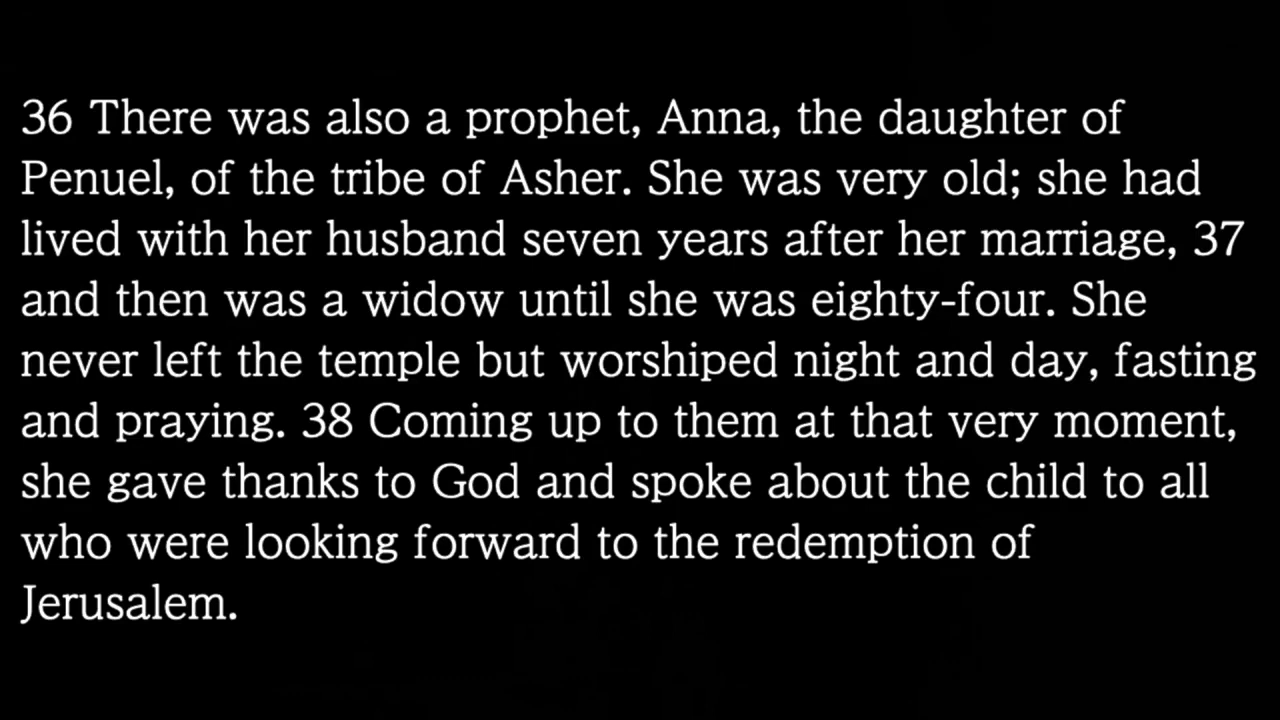 36 There was also a prophet, Anna, the daughter of
Penuel, of the tribe of Asher. She was very old; she had
lived with her husband seven years after her marriage, 37
and then was a widow until she was eighty-four. She
never left the temple but worshiped night and day, fasting
and praying. 38 Coming up to them at that very moment,
she gave thanks to God and spoke about the child to all
who were looking forward to the redemption of
Jerusalem.